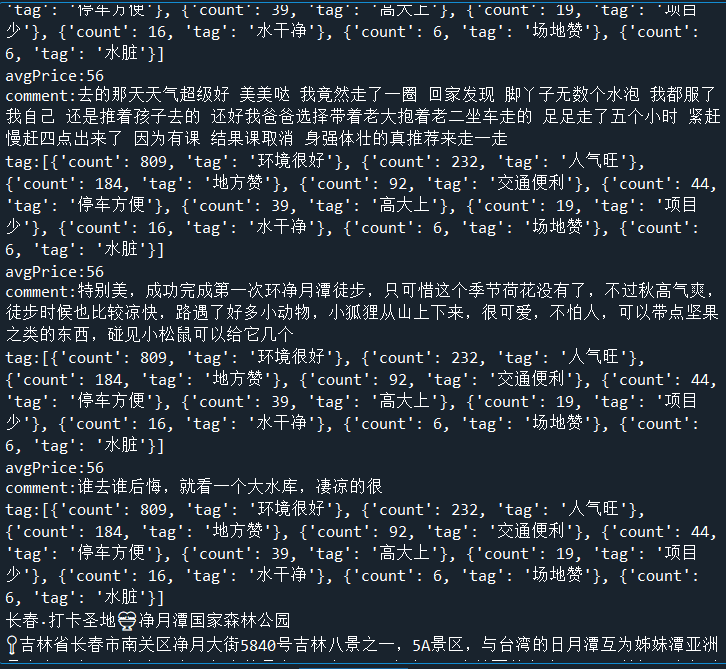 'tag': '停车方便'}, {'count': 39, 'tag': '高大上'}, {'count': 19, 'tag': '项目
少'}, {'count': 16, 'tag': '水干净'}, {'count': 6, 'tag': '场地赞'}, {'count':
6, 'tag': '水脏'}]
avgPrice:56
comment:去的那天天气超级好 美美哒 我竟然走了一圈 回家发现 脚丫子无数个水泡 我都服了
我自己 还是推着孩子去的 还好我爸爸选择带着老大抱着老二坐车走的 足足走了五个小时 紧赶
慢赶四点出来了 因为有课 结果课取消 身强体壮的真推荐来走一走
tag:[{'count': 809, 'tag': '环境很好'}, {'count': 232, 'tag': '人气旺'},
{'count': 184, 'tag': '地方赞'}, {'count': 92, 'tag': '交通便利'}, {'count': 44,
'tag': '停车方便'}, {'count': 39, 'tag': '高大上'}, {'count': 19, 'tag': '项目
少'}, {'count': 16, 'tag': '水干净'}, {'count': 6, 'tag': '场地赞'}, {'count':
6, 'tag': '水脏'}]
avgPrice:56
comment:特别美，成功完成第一次环净月潭徒步，只可惜这个季节荷花没有了，不过秋高气爽，
徒步时候也比较凉快，路遇了好多小动物，小狐狸从山上下来，很可爱，不怕人，可以带点坚果
之类的东西，碰见小松鼠可以给它几个
tag:[{'count': 809, 'tag': '环境很好'}, {'count': 232, 'tag': '人气旺'},
{'count': 184, 'tag': '地方赞'}, {'count': 92, 'tag': '交通便利'}, {'count': 44,
'tag': '停车方便'}, {'count': 39, 'tag': '高大上'}, {'count': 19, 'tag': '项目
少'}, {'count': 16, 'tag': '水干净'}, {'count': 6, 'tag': '场地赞'}, {'count':
6, 'tag': '水脏'}]
avgPrice:56
comment:谁去谁后悔，就看一个大水库，凄凉的很
tag:[{'count': 809, 'tag': '环境很好'}, {'count': 232, 'tag': '人气旺'},
{'count': 184, 'tag': '地方赞'}, {'count': 92, 'tag': '交通便利'}, {'count': 44,
'tag': '停车方便'}, {'count': 39, 'tag': '高大上'}, {'count': 19, 'tag': '项目
少'}, {'count': 16, 'tag': '水干净'}, {'count': 6, 'tag': '场地赞'}, {'count':
6, 'tag': '水脏'}]
长春.打卡圣地净月潭国家森林公园
吉林省长春市南关区净月大街5840号吉林八景之一，5A景区，与台湾的日月潭互为姊妹潭亚洲